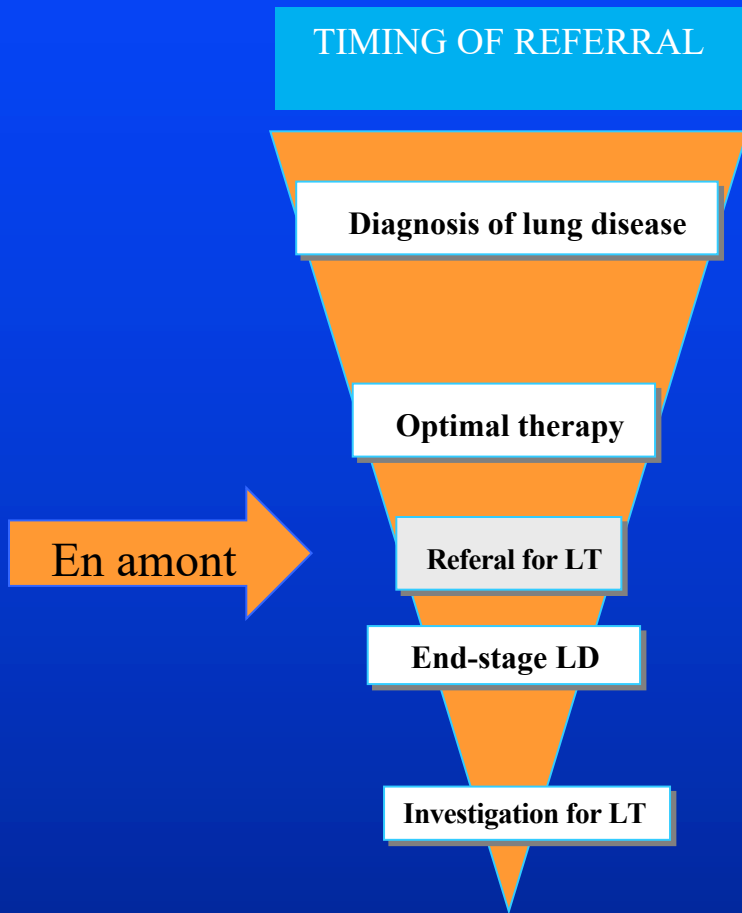 TIMING OF REFERRAL
Diagnosis of lung disease
Optimal therapy
En amont
Referal for LT
End-stage LD
Investigation for LT